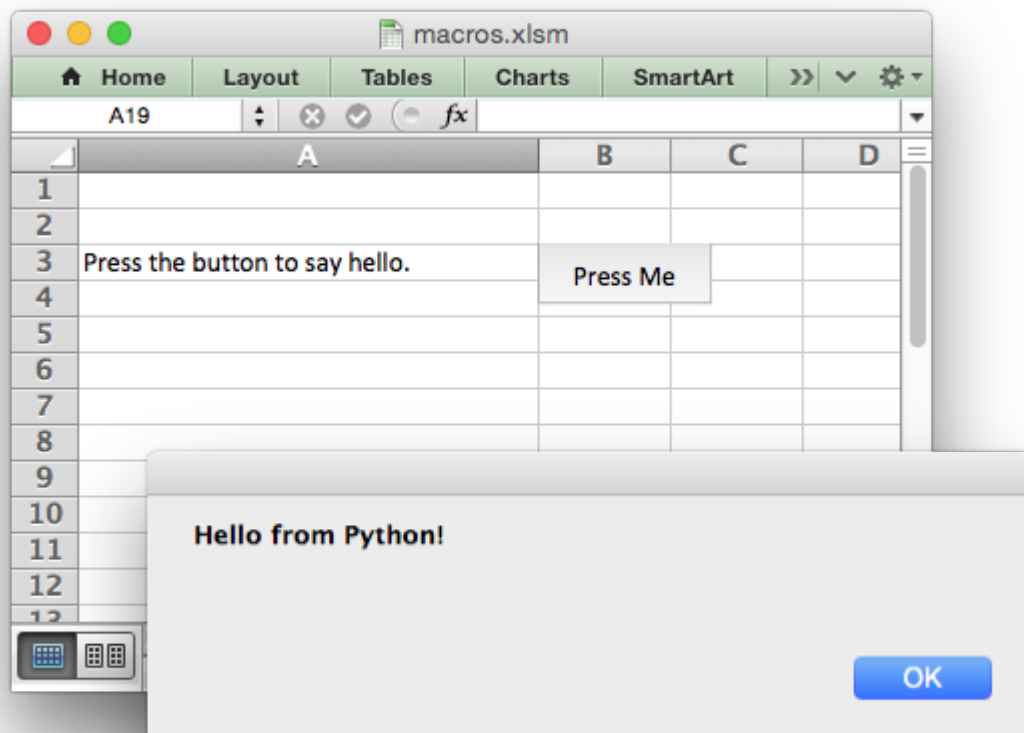 macros.xlsm
Home Layout Tables Charts SmartArt
A19 fx
A B C D
1
2
3 Press the button to say hello. Press Me
4
5
6
7
8
9
10
11
12
13
Hello from Python!
OK